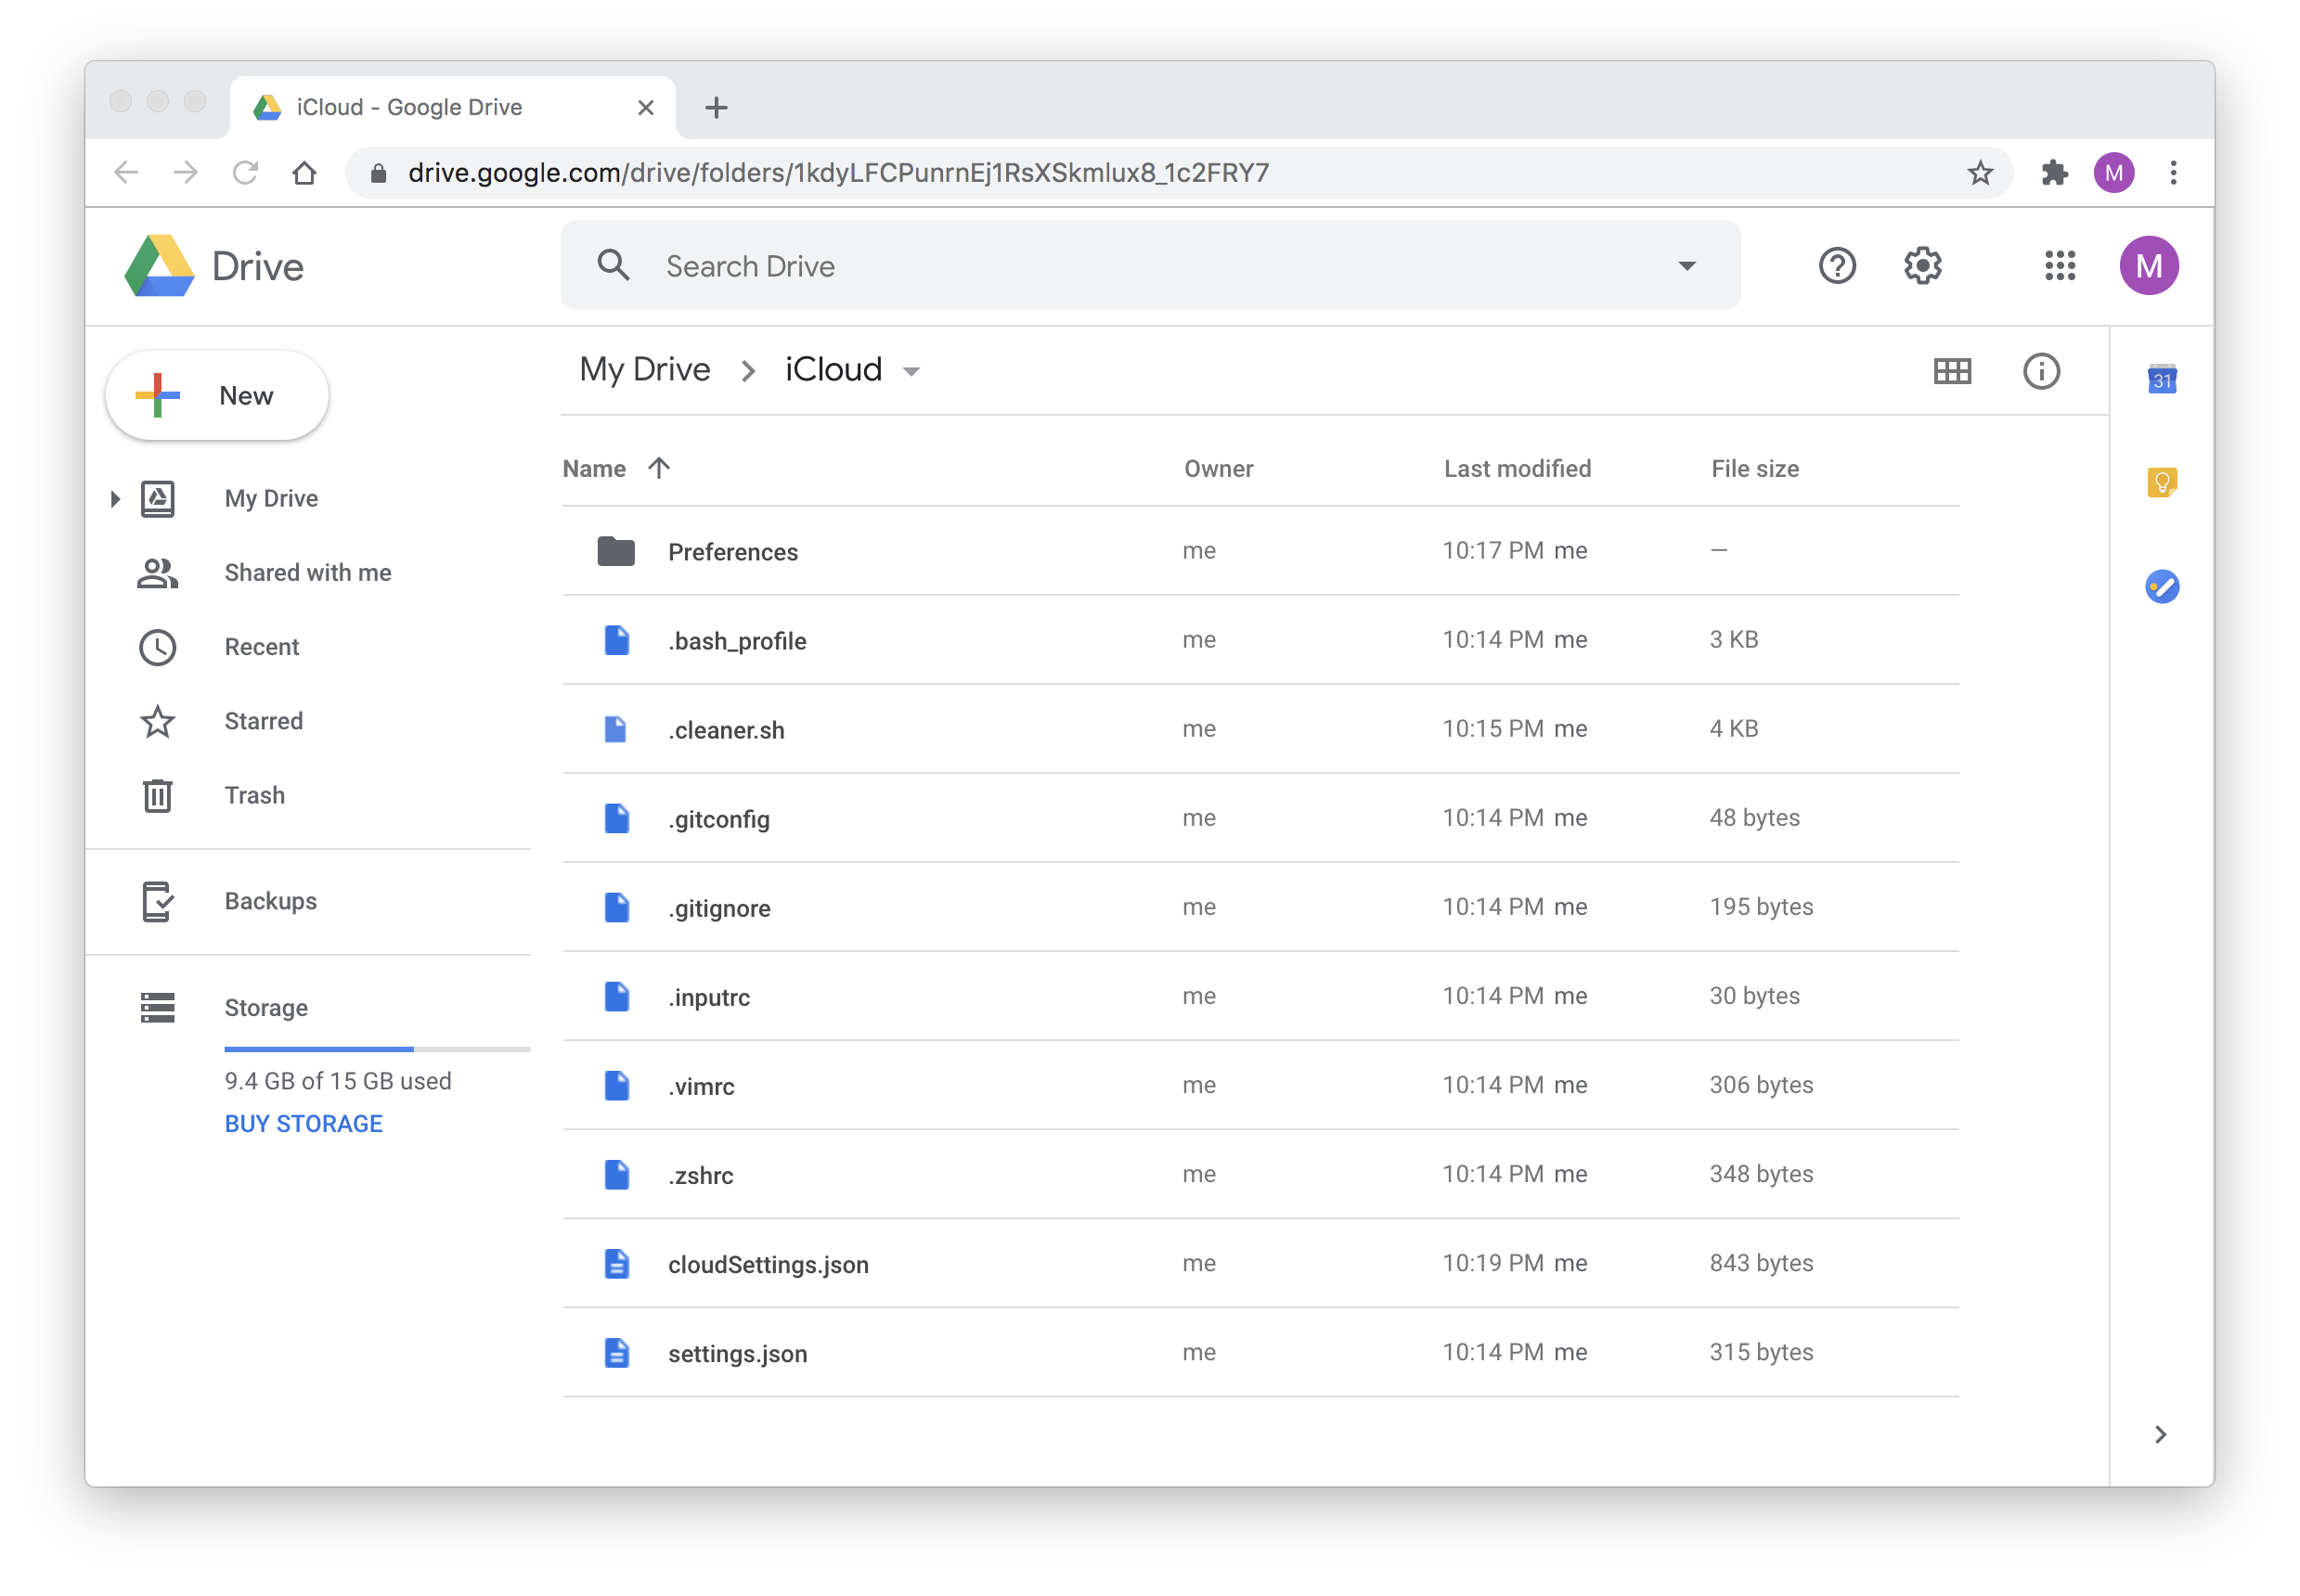 iCloud - Google Drive
drive.google.com/drive/folders/1kdyLFCPunrnEj1RsXSkmlux8_1c2FRY7
M
Drive
Search Drive
M
New
My Drive
Shared with me
Recent
Starred
Trash
Backups
Storage
9.4 GB of 15 GB used
BUY STORAGE
My Drive > iCloud
Name Owner Last modified File size
Preferences me 10:17 PM me —
.bash_profile me 10:14 PM me 3 KB
.cleaner.sh me 10:15 PM me 4 KB
.gitconfig me 10:14 PM me 48 bytes
.gitignore me 10:14 PM me 195 bytes
.inputrc me 10:14 PM me 30 bytes
.vimrc me 10:14 PM me 306 bytes
.zshrc me 10:14 PM me 348 bytes
cloudSettings.json me 10:19 PM me 843 bytes
settings.json me 10:14 PM me 315 bytes
31